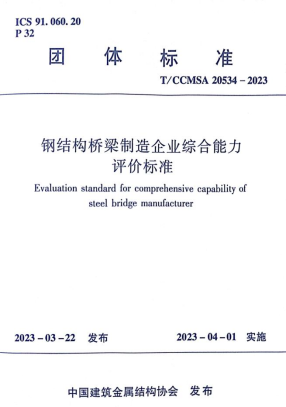 ICS 91.060.20
P 32
团 体 标 准
T/CCMSA 20534-2023
钢结构桥梁制造企业综合能力
评价标准
Evaluation standard for comprehensive capability of
steel bridge manufacturer
2023-03-22 发布 2023-04-01 实施
中国建筑金属结构协会 发布